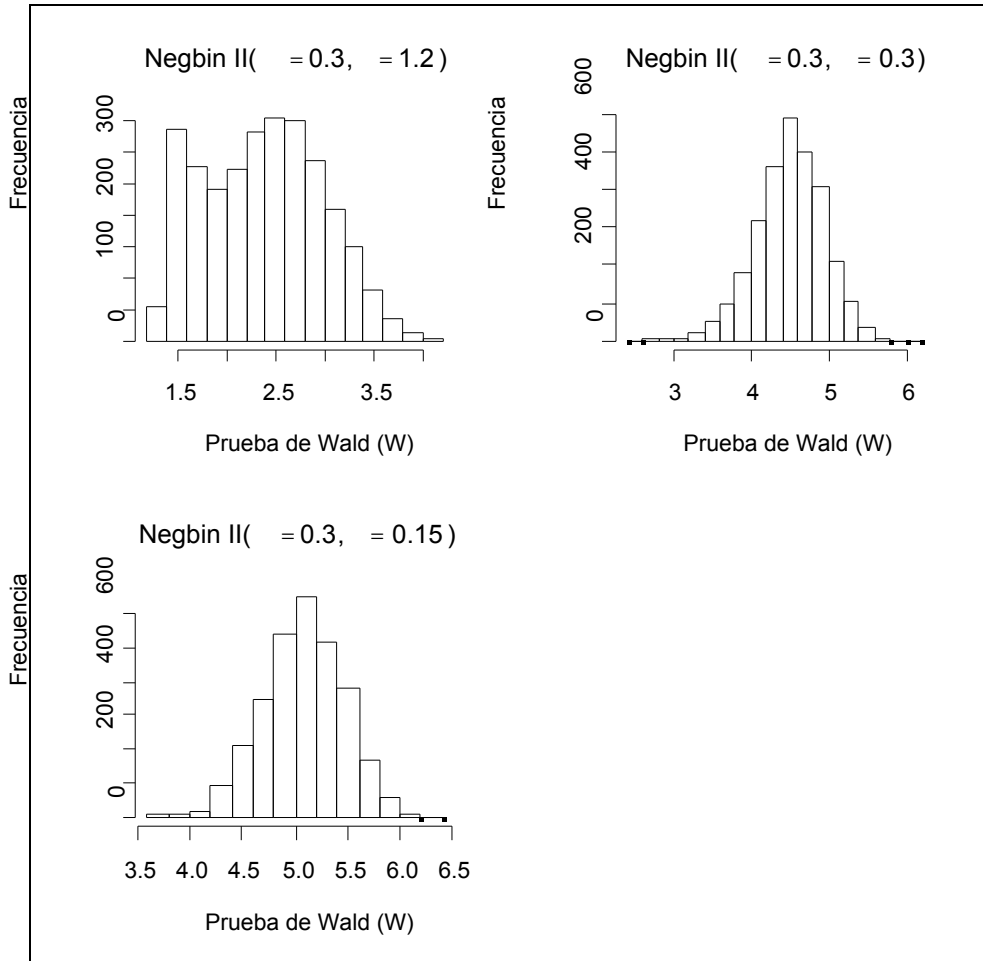 Negbin II( = 0.3, = 1.2 )
Frecuencia
300
200
100
0
1.5 2.5 3.5
Prueba de Wald (W)
Negbin II( = 0.3, = 0.3)
Frecuencia
600
400
200
0
3 4 5 6
Prueba de Wald (W)
Negbin II( = 0.3, = 0.15 )
Frecuencia
600
400
200
0
3.5 4.0 4.5 5.0 5.5 6.0 6.5
Prueba de Wald (W)